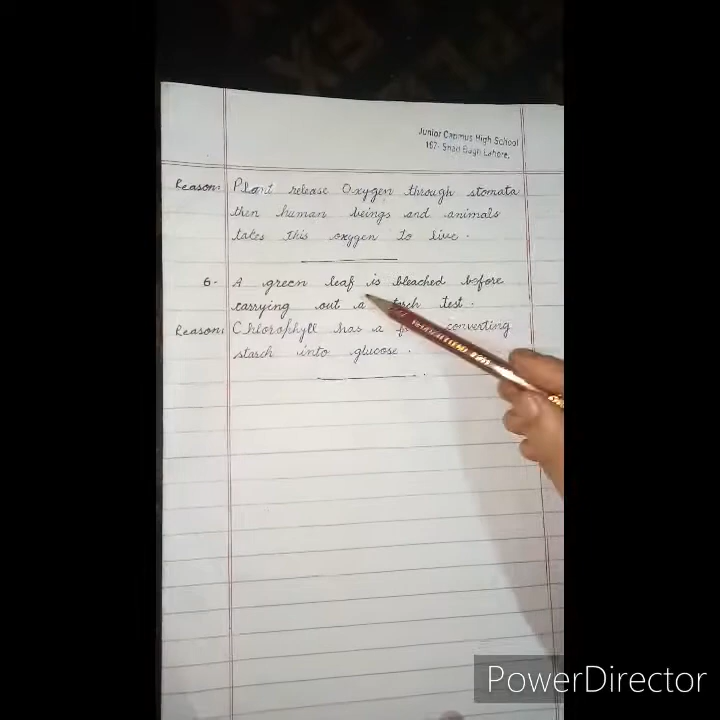 Junior Campus High School
167- Shad Bagh Lahore.
Reason: Plant release Oxygen through stomata
then human beings and animals
takes this oxygen to live.
6- A green leaf is bleached before
carrying out a test.
Reason: Chlorophyll has a converting
starch into glucose.
PowerDirector